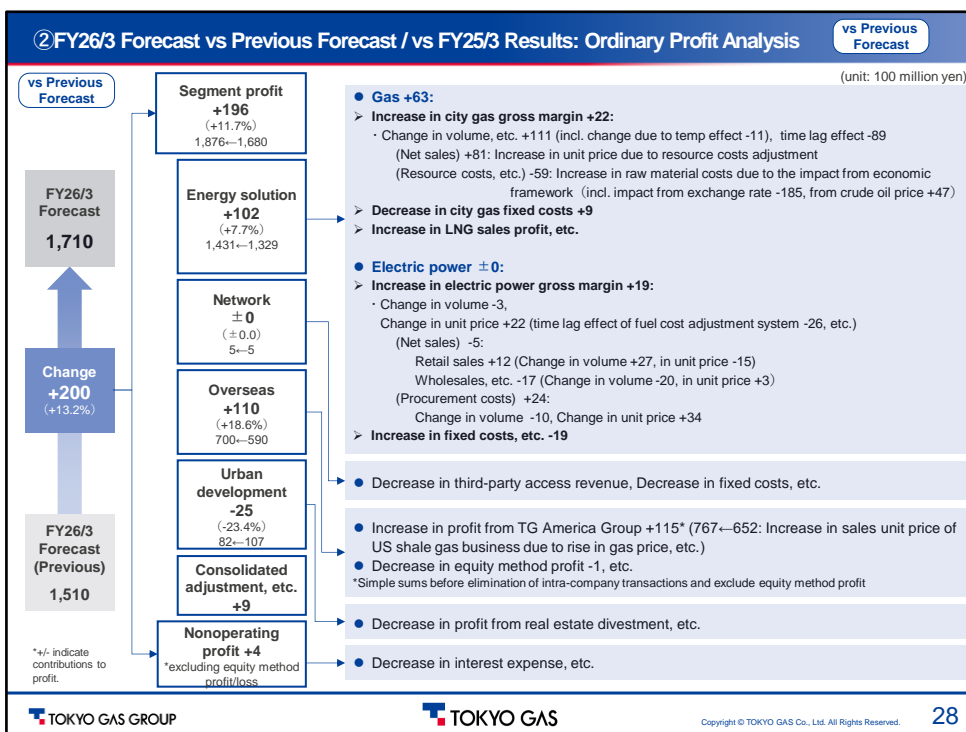 ②FY26/3 Forecast vs Previous Forecast / vs FY25/3 Results: Ordinary Profit Analysis
vs Previous
Forecast
(unit: 100 million yen)
vs Previous
Forecast
FY26/3
Forecast
1,710
Change
+200
(+13.2%)
FY26/3
Forecast
(Previous)
1,510
*+/- indicate
contributions to
profit.
Segment profit
+196
(+11.7%)
1,876←1,680
Energy solution
+102
(+7.7%)
1,431←1,329
Network
±0
(±0.0)
5←5
Overseas
+110
(+18.6%)
700←590
Urban
development
-25
(-23.4%)
82←107
Consolidated
adjustment, etc.
+9
Nonoperating
profit +4
*excluding equity method
profit/loss
● Gas +63:
➢ Increase in city gas gross margin +22:
・Change in volume, etc. +111 (incl. change due to temp effect -11), time lag effect -89
(Net sales) +81: Increase in unit price due to resource costs adjustment
(Resource costs, etc.) -59: Increase in raw material costs due to the impact from economic
framework（incl. impact from exchange rate -185, from crude oil price +47）
➢ Decrease in city gas fixed costs +9
➢ Increase in LNG sales profit, etc.
● Electric power ±0:
➢ Increase in electric power gross margin +19:
・Change in volume -3,
Change in unit price +22 (time lag effect of fuel cost adjustment system -26, etc.)
(Net sales) -5:
Retail sales +12 (Change in volume +27, in unit price -15)
Wholesales, etc. -17 (Change in volume -20, in unit price +3)
(Procurement costs) +24:
Change in volume -10, Change in unit price +34
➢ Increase in fixed costs, etc. -19
● Decrease in third-party access revenue, Decrease in fixed costs, etc.
● Increase in profit from TG America Group +115* (767←652: Increase in sales unit price of
US shale gas business due to rise in gas price, etc.)
● Decrease in equity method profit -1, etc.
*Simple sums before elimination of intra-company transactions and exclude equity method profit
● Decrease in profit from real estate divestment, etc.
● Decrease in interest expense, etc.
TOKYO GAS GROUP
TOKYO GAS
Copyright © TOKYO GAS Co., Ltd. All Rights Reserved.
28